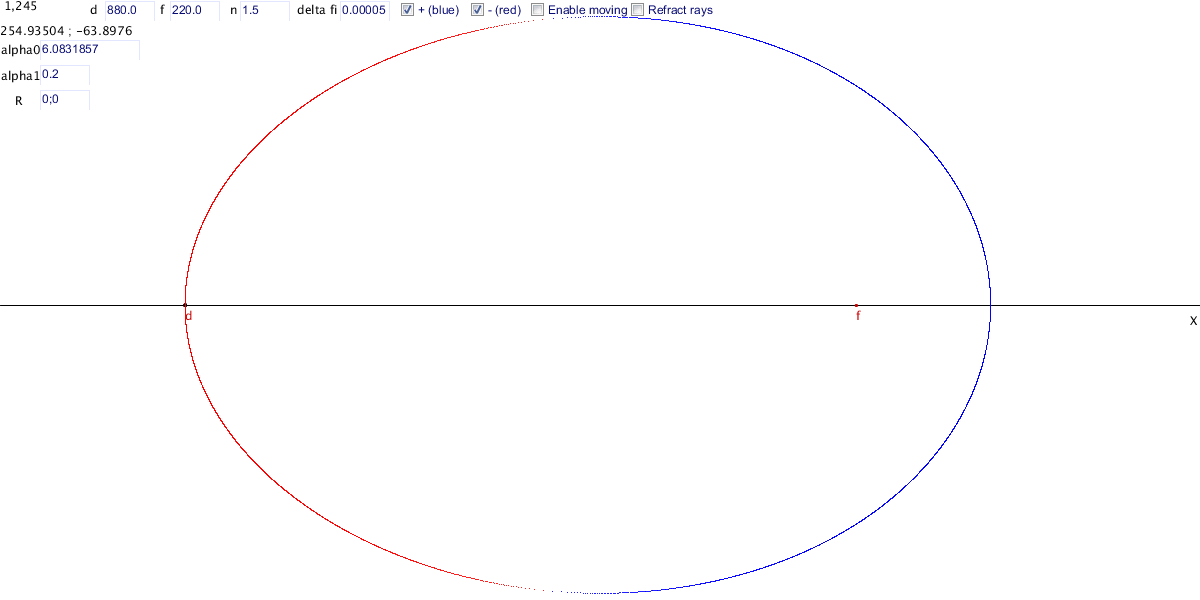 1,245
d 880.0 f 220.0 n 1.5 delta fi 0.00005 + (blue) - (red) Enable moving Refract rays
254.93504 ; -63.8976
alpha0 6.0831857
alpha1 0.2
R 0;0
d f
X